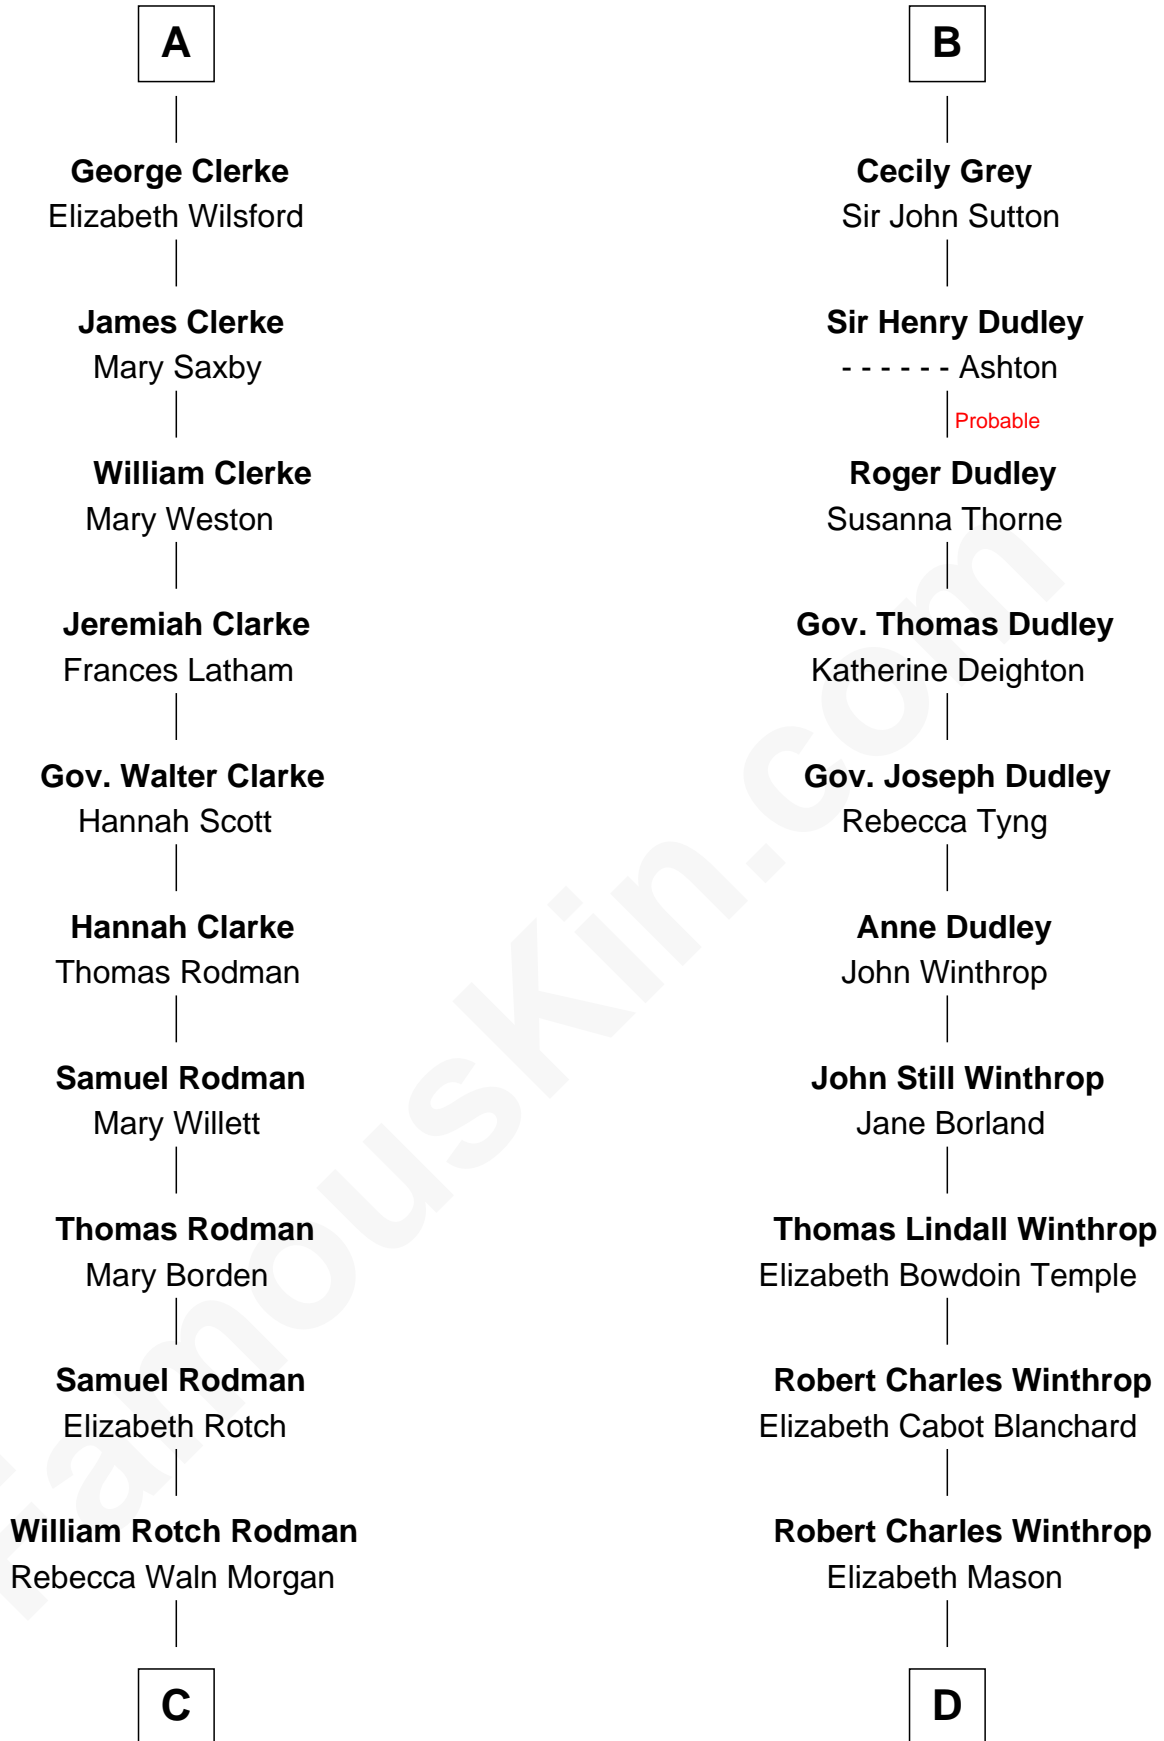 A
George Clerke
Elizabeth Wilsford
James Clerke
Mary Saxby
William Clerke
Mary Weston
Jeremiah Clarke
Frances Latham
Gov. Walter Clarke
Hannah Scott
Hannah Clarke
Thomas Rodman
Samuel Rodman
Mary Willett
Thomas Rodman
Mary Borden
Samuel Rodman
Elizabeth Rotch
William Rotch Rodman
Rebecca Waln Morgan
C
B
Cecily Grey
Sir John Sutton
Sir Henry Dudley
- - - - - - Ashton
Probable
Roger Dudley
Susanna Thorne
Gov. Thomas Dudley
Katherine Deighton
Gov. Joseph Dudley
Rebecca Tyng
Anne Dudley
John Winthrop
John Still Winthrop
Jane Borland
Thomas Lindall Winthrop
Elizabeth Bowdoin Temple
Robert Charles Winthrop
Elizabeth Cabot Blanchard
Robert Charles Winthrop
Elizabeth Mason
D
FamousKin.com